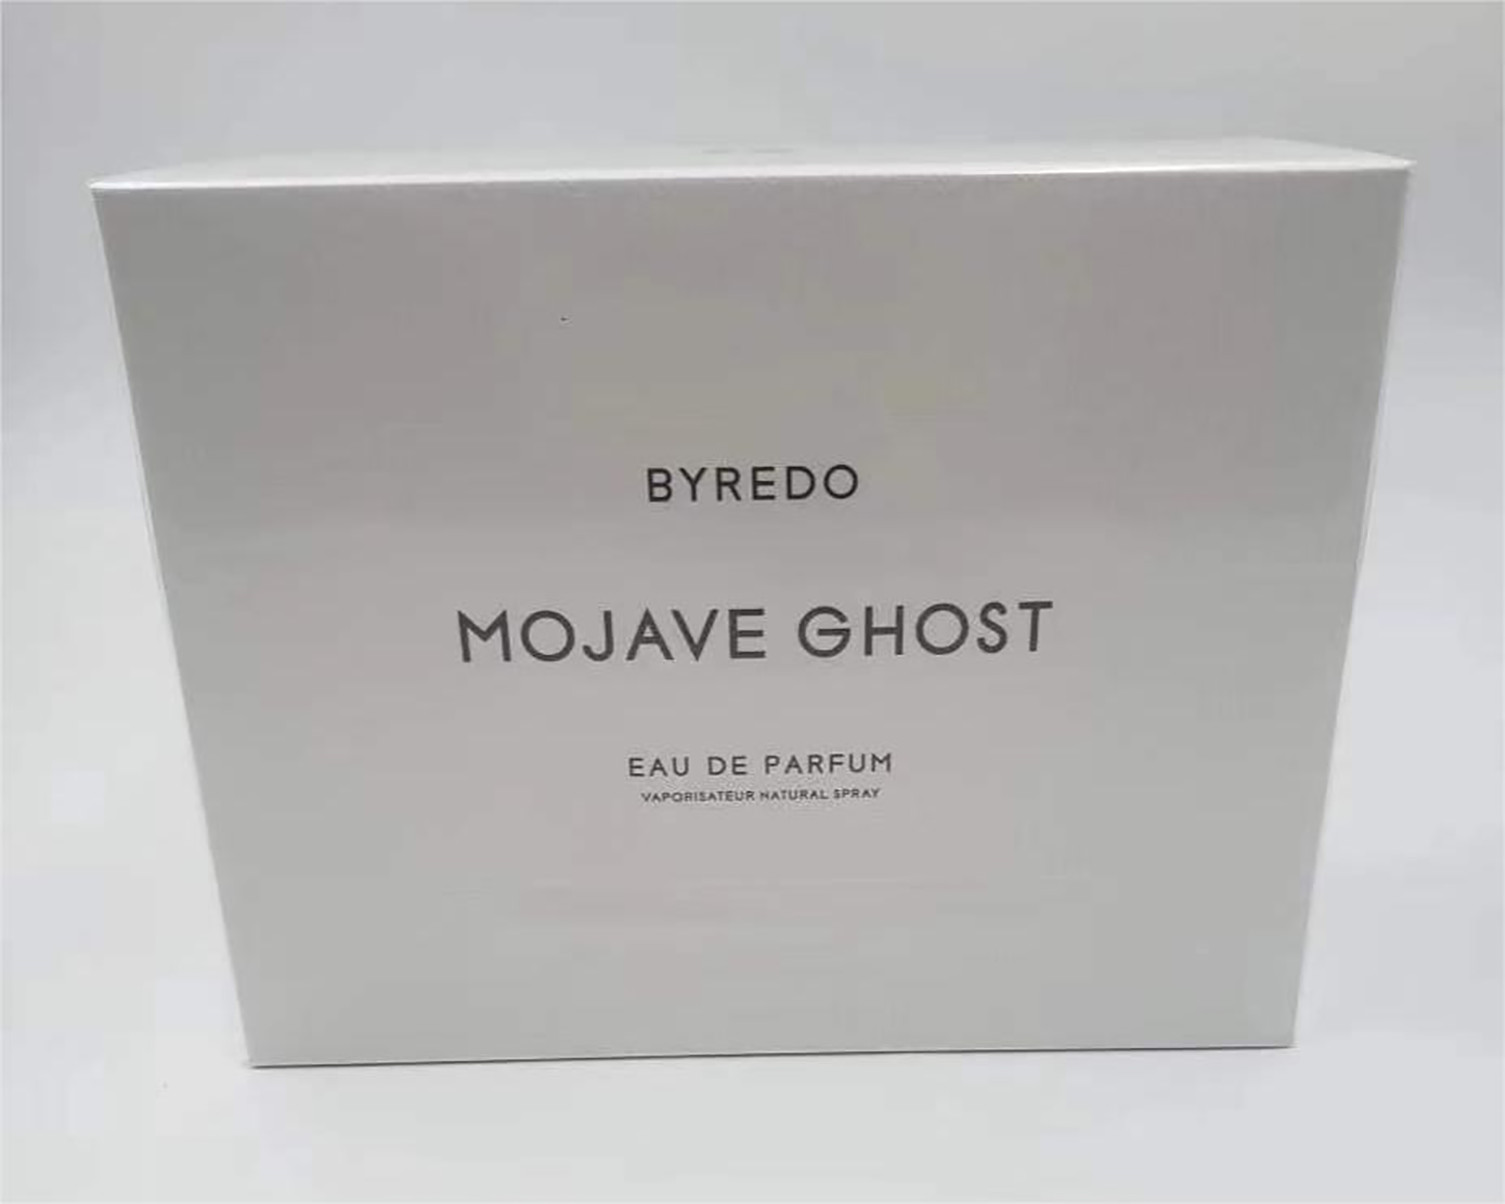 BYREDO
MOJAVE GHOST
EAU DE PARFUM
VAPORISATEUR NATURAL SPRAY